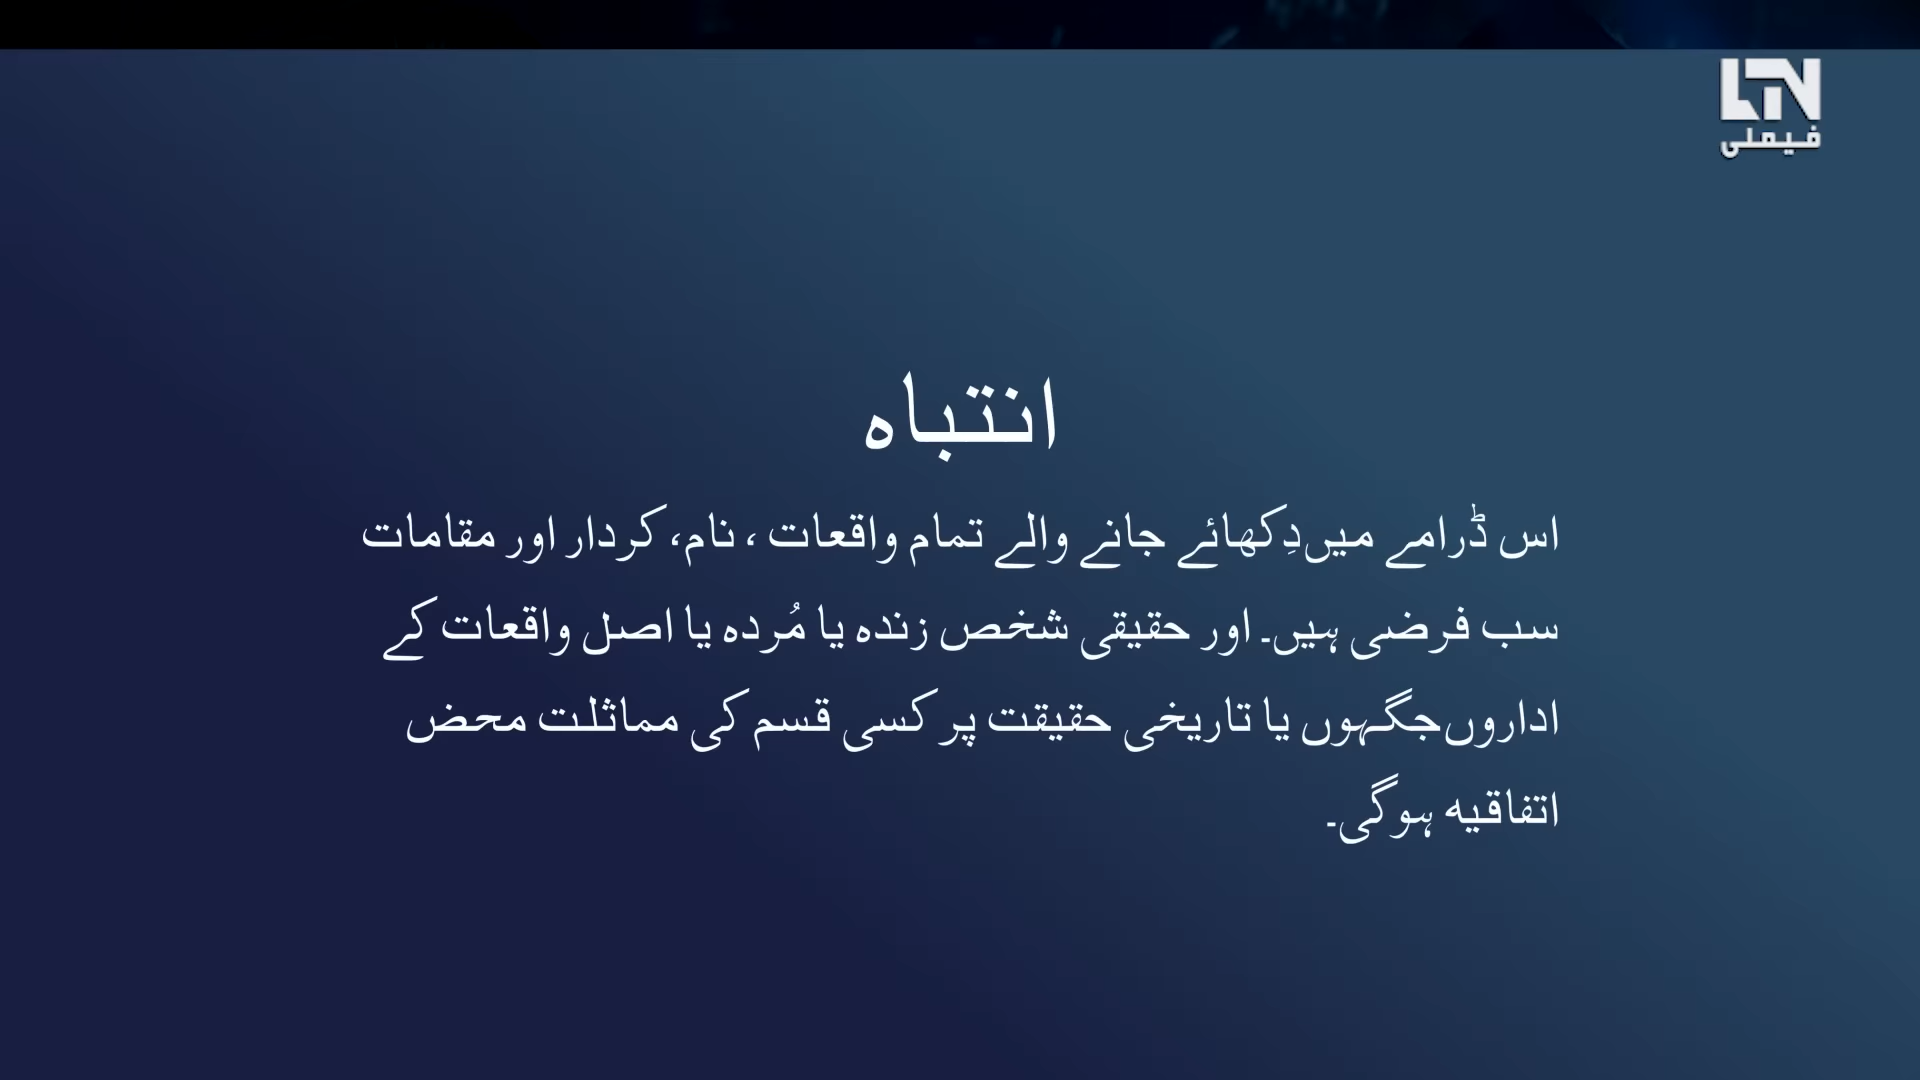 LTN
فیملی
انتباہ
اس ڈرامے میں دِکھائے جانے والے تمام واقعات ، نام، کردار اور مقامات
سب فرضی ہیں۔ اور حقیقی شخص زندہ یا مُردہ یا اصل واقعات کے
اداروں جگہوں یا تاریخی حقیقت پر کسی قسم کی مماثلت محض
اتفاقیہ ہوگی۔